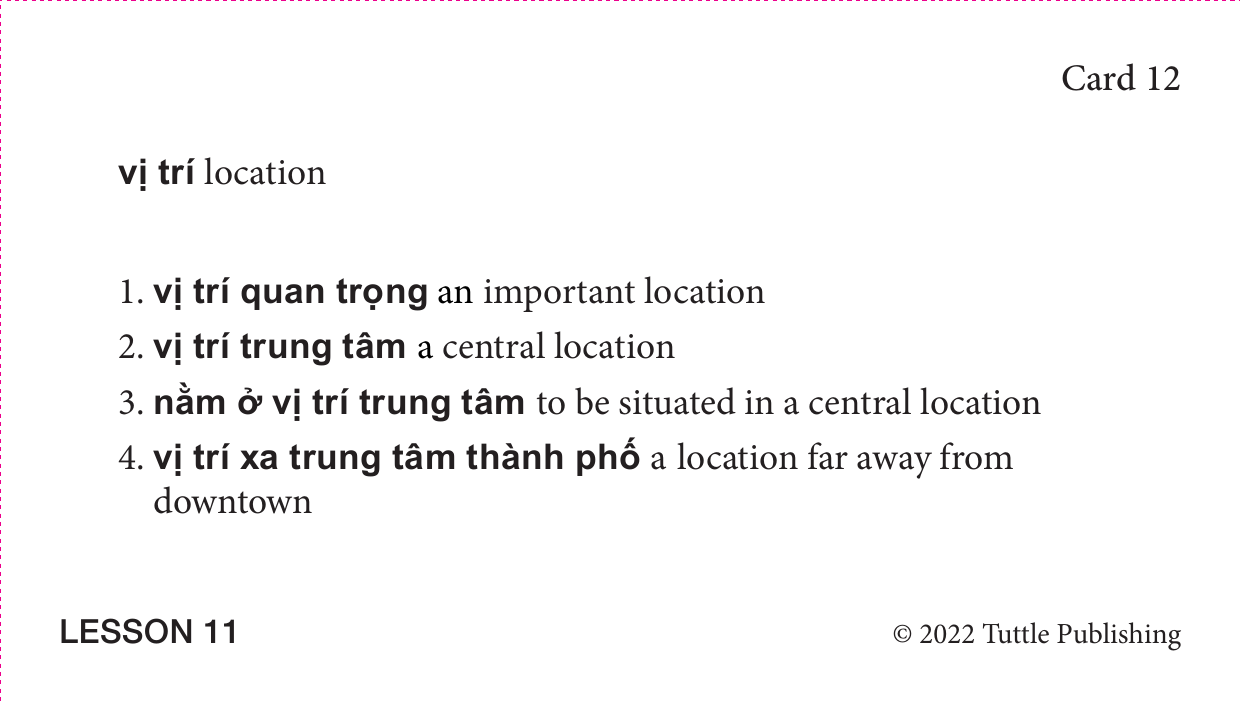 Card 12
vị trí location
1. vị trí quan trọng an important location
2. vị trí trung tâm a central location
3. nằm ở vị trí trung tâm to be situated in a central location
4. vị trí xa trung tâm thành phố a location far away from
downtown
LESSON 11
© 2022 Tuttle Publishing